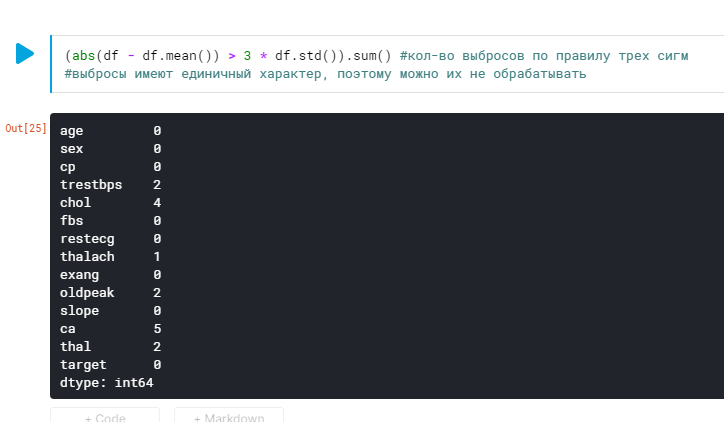 (abs(df - df.mean()) > 3 * df.std()).sum() #кол-во выбросов по правилу трех сигм
#выбросы имеют единичный характер, поэтому можно их не обрабатывать
Out[25]
age 0
sex 0
cp 0
trestbps 2
chol 4
fbs 0
restecg 0
thalach 1
exang 0
oldpeak 2
slope 0
ca 5
thal 2
target 0
dtype: int64
+ Code + Markdown